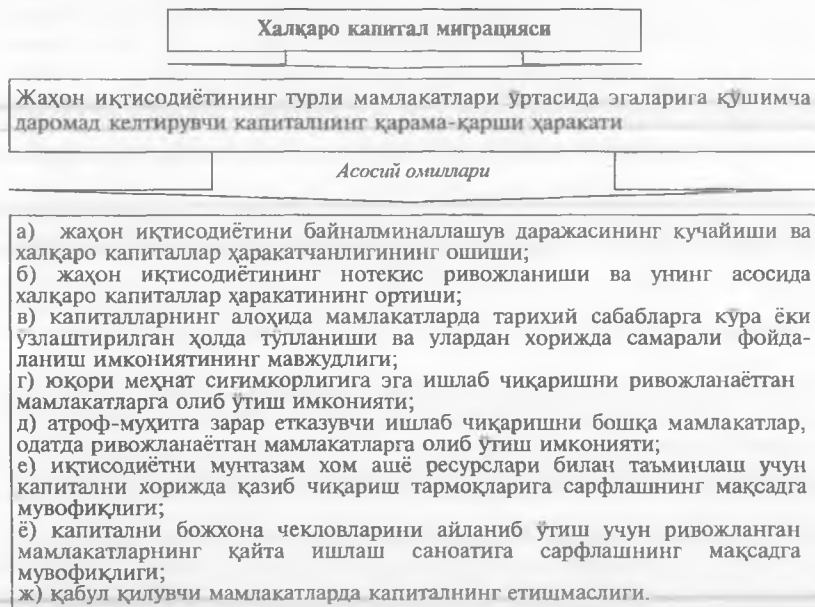 Халқаро капитал миграцияси
Жаҳон иқтисодиётининг турли мамлакатлари ўртасида эгаларига қўшимча
даромад келтирувчи капиталнинг қарама-қарши ҳаракати
Асосий омиллари
а) жаҳон иқтисодиётини байналминаллашув даражасининг кучайиши ва
халқаро капиталлар ҳаракатчанлигининг ошиши;
б) жаҳон иқтисодиётининг нотекис ривожланиши ва унинг асосида
халқаро капиталлар ҳаракатининг ортиши;
в) капиталларнинг алоҳида мамлакатларда тарихий сабабларга кўра ёки
узлаштирилган ҳолда тўпланиши ва улардан хорижда самарали фойда-
ланиш имкониятининг мавжудлиги;
г) юқори меҳнат сиғимкорлигига эга ишлаб чиқаришни ривожланаётган
мамлакатларга олиб ўтиш имконияти;
д) атроф-муҳитга зарар етказувчи ишлаб чиқаришни бошқа мамлакатлар,
одатда ривожланаётган мамлакатларга олиб ўтиш имконияти;
е) иқтисодиётни мунтазам хом ашё ресурслари билан таъминлаш учун
капитални хорижда қазиб чиқариш тармоқларига сарфлашнинг мақсадга
мувофиқлиги;
ё) капитални божхона чекловларини айланиб ўтиш учун ривожланган
мамлакатларнинг қайта ишлаш саноатига сарфлашнинг мақсадга
мувофиқлиги;
ж) қабул қилувчи мамлакатларда капиталнинг етишмаслиги.